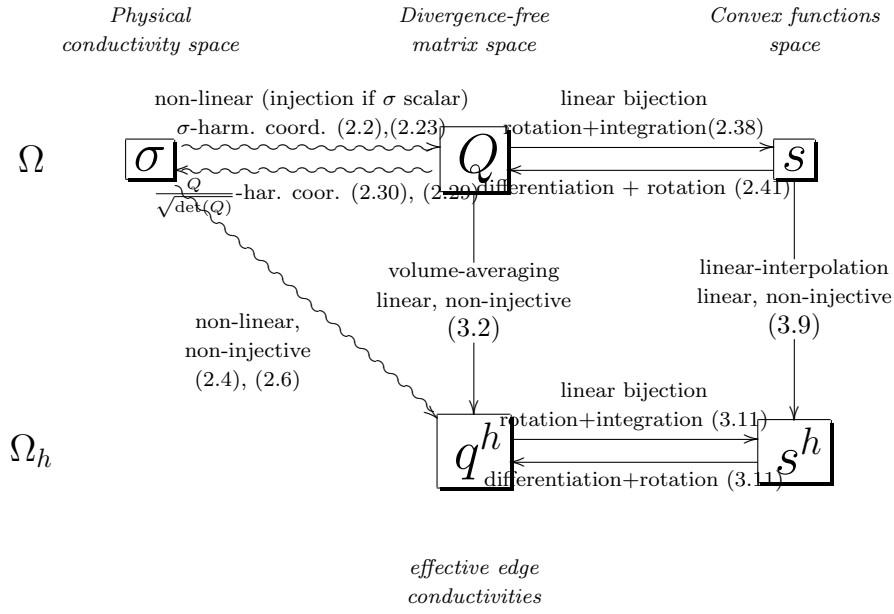 Physical
conductivity space
Divergence-free
matrix space
Convex functions
space
non-linear (injection if σ scalar)
σ-harm. coord. (2.2),(2.23)
linear bijection
rotation+integration(2.38)
Ω
σ
Q
s
Q/√det(Q)-har. coor. (2.30), (2.29)
differentiation + rotation (2.41)
volume-averaging
linear, non-injective
(3.2)
linear-interpolation
linear, non-injective
(3.9)
non-linear,
non-injective
(2.4), (2.6)
linear bijection
rotation+integration (3.11)
Ω_h
q^h
s^h
differentiation+rotation (3.11)
effective edge
conductivities